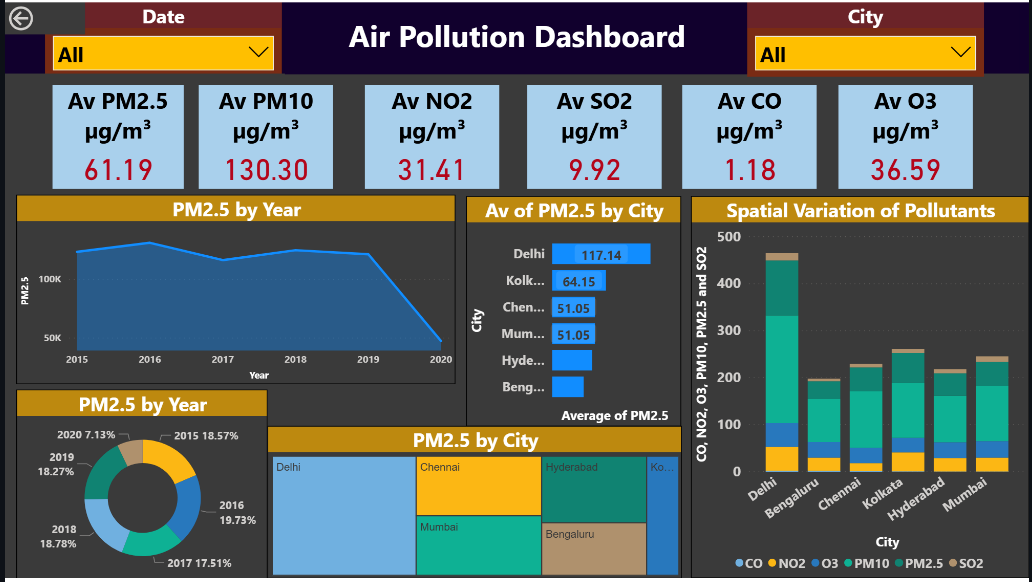 Date
All
Air Pollution Dashboard
City
All
Av PM2.5
µg/m³
61.19
Av PM10
µg/m³
130.30
Av NO2
µg/m³
31.41
Av SO2
µg/m³
9.92
Av CO
µg/m³
1.18
Av O3
µg/m³
36.59
PM2.5 by Year
PM2.5
100K
50K
2015 2016 2017 2018 2019 2020
Year
Av of PM2.5 by City
City
Delhi 117.14
Kolk... 64.15
Chen... 51.05
Mum... 51.05
Hyde...
Beng...
Average of PM2.5
Spatial Variation of Pollutants
CO, NO2, O3, PM10, PM2.5 and SO2
500
400
300
200
100
0
Delhi Bengaluru Chennai Kolkata Hyderabad Mumbai
City
CO NO2 O3 PM10 PM2.5 SO2
PM2.5 by Year
2020 7.13%
2015 18.57%
2019
18.27%
2016
19.73%
2018
18.78%
2017 17.51%
PM2.5 by City
Delhi
Chennai
Mumbai
Hyderabad
Bengaluru
Ko...